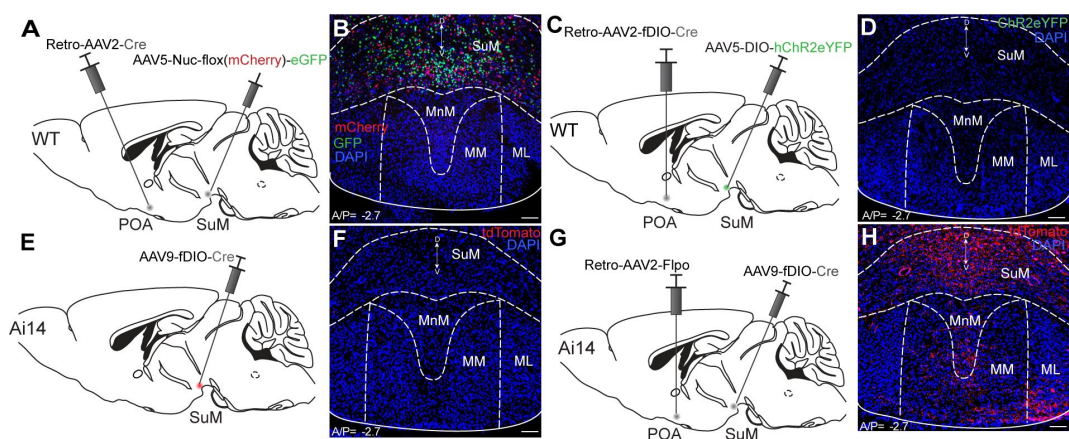 A
Retro-AAV2-Cre
AAV5-Nuc-flox(mCherry)-eGFP
WT
POA
SuM
B
D
V
SuM
MnM
mCherry
GFP
DAPI
MM
ML
A/P= -2.7
C
Retro-AAV2-fDIO-Cre
AAV5-DIO-hChR2eYFP
WT
POA
SuM
D
ChR2eYFP
DAPI
D
V
SuM
MnM
MM
ML
A/P= -2.7
E
AAV9-fDIO-Cre
Ai14
SuM
F
tdTomato
DAPI
D
V
SuM
MnM
MM
ML
A/P= -2.7
G
Retro-AAV2-Flpo
AAV9-fDIO-Cre
Ai14
POA
SuM
H
tdTomato
DAPI
D
V
SuM
MnM
MM
ML
A/P= -2.7